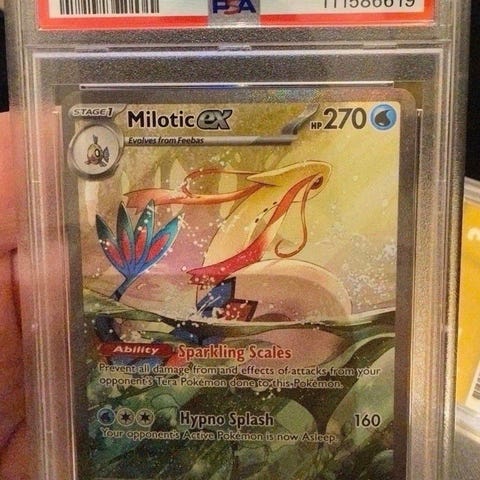 PSA
111586619
STAGE 1
Milotic ex
HP 270
Evolves from Feebas
Ability Sparkling Scales
Prevent all damage from and effects of attacks from your
opponent's Tera Pokémon done to this Pokémon.
Hypno Splash 160
Your opponent's Active Pokémon is now Asleep.